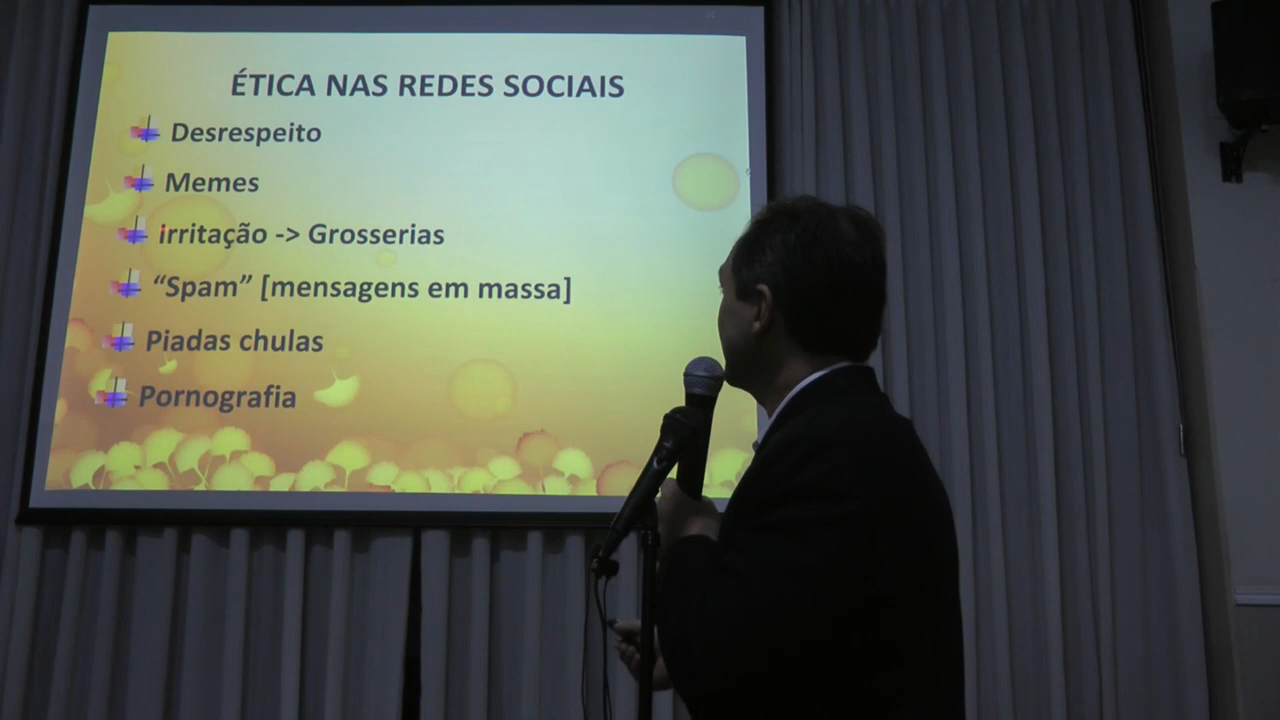 ÉTICA NAS REDES SOCIAIS
Desrespeito
Memes
irritação -> Grosserias
“Spam” [mensagens em massa]
Piadas chulas
Pornografia